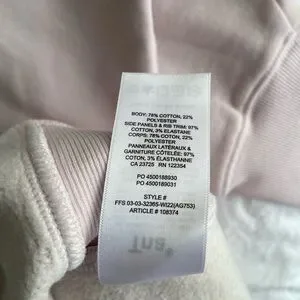 BODY: 78% COTTON, 22%
POLYESTER
SIDE PANELS & RIB TRIM: 97%
COTTON, 3% ELASTANE
CORPS: 78% COTON, 22%
POLYESTER
PANNEAUX LATÉRAUX &
GARNITURE CÔTELÉE: 97%
COTON, 3% ÉLASTHANNE
CA 23725 RN 122354
PO 4500188930
PO 4500189031
STYLE #
FFS 03-03-32365-WI22(AG753)
ARTICLE # 108374
Tna